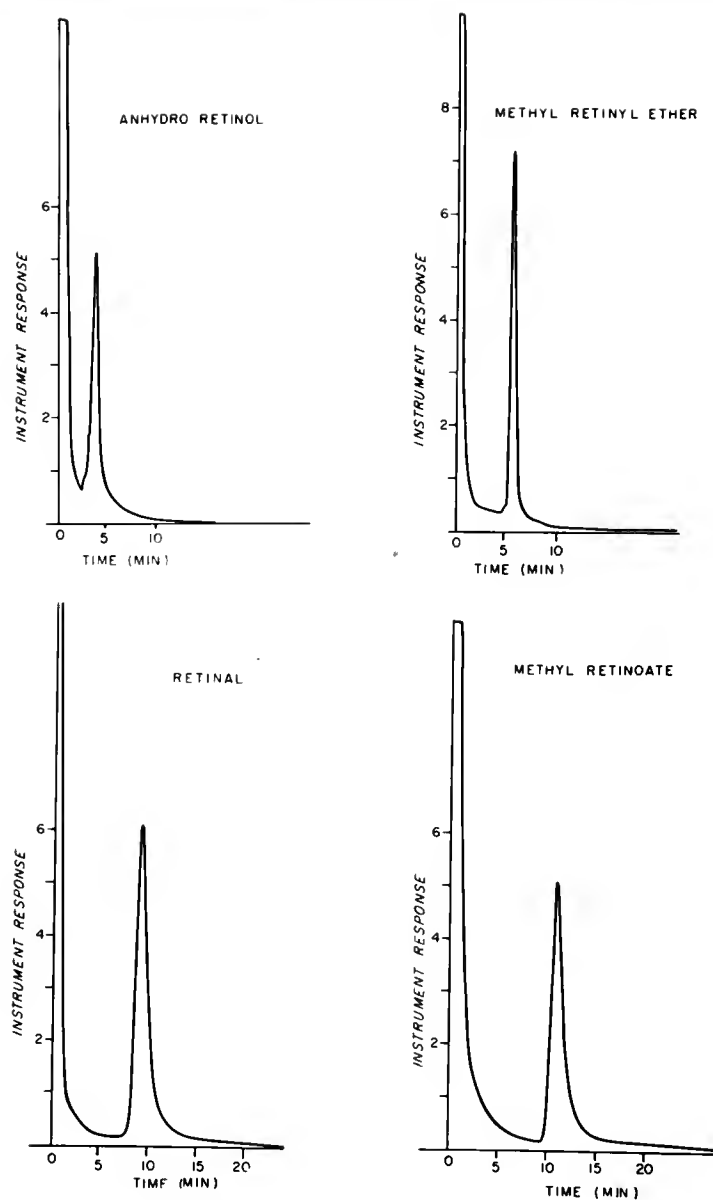 ANHYDRO RETINOL
6
4
2
INSTRUMENT RESPONSE
0 5 10
TIME (MIN)
METHYL RETINYL ETHER
8
6
4
2
INSTRUMENT RESPONSE
0 5 10
TIME (MIN)
RETINAL
6
4
2
INSTRUMENT RESPONSE
0 5 10 15 20
TIME (MIN)
METHYL RETINOATE
6
4
2
INSTRUMENT RESPONSE
0 5 10 15 20
TIME (MIN)